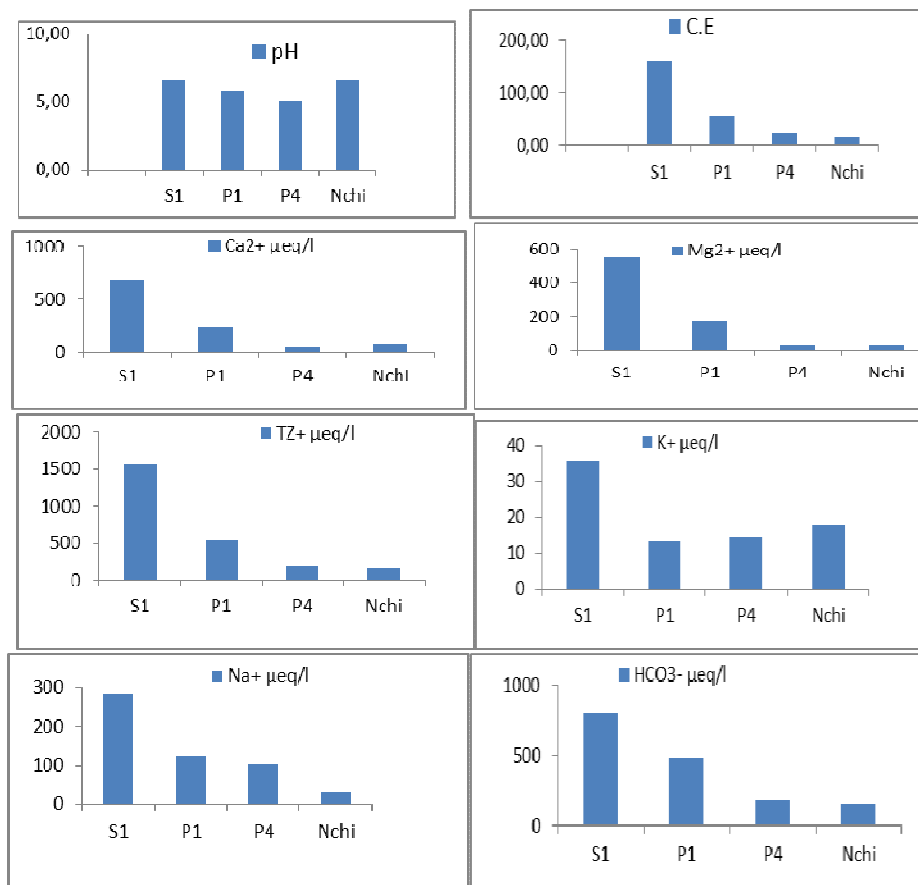 pH
10,00
5,00
0,00
S1 P1 P4 Nchi
C.E
200,00
100,00
0,00
S1 P1 P4 Nchi
Ca2+ µeq/l
1000
500
0
S1 P1 P4 Nchi
Mg2+ µeq/l
600
400
200
0
S1 P1 P4 Nchi
TZ+ µeq/l
2000
1500
1000
500
0
S1 P1 P4 Nchi
K+ µeq/l
40
30
20
10
0
S1 P1 P4 Nchi
Na+ µeq/l
300
200
100
0
S1 P1 P4 Nchi
HCO3- µeq/l
1000
500
0
S1 P1 P4 Nchi